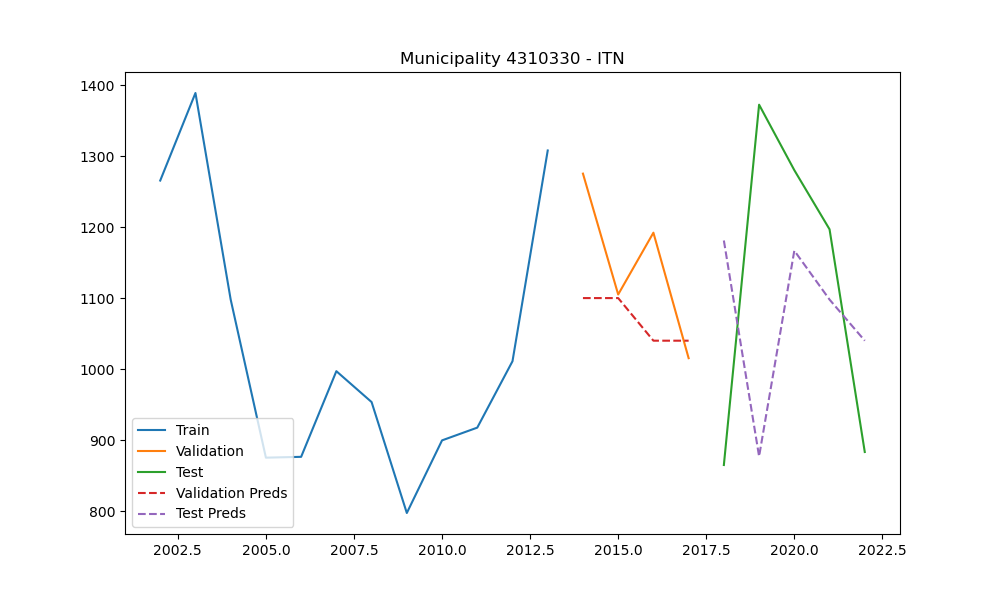 Municipality 4310330 - ITN
1400
1300
1200
1100
1000
900
800
Train
Validation
Test
Validation Preds
Test Preds
2002.5 2005.0 2007.5 2010.0 2012.5 2015.0 2017.5 2020.0 2022.5